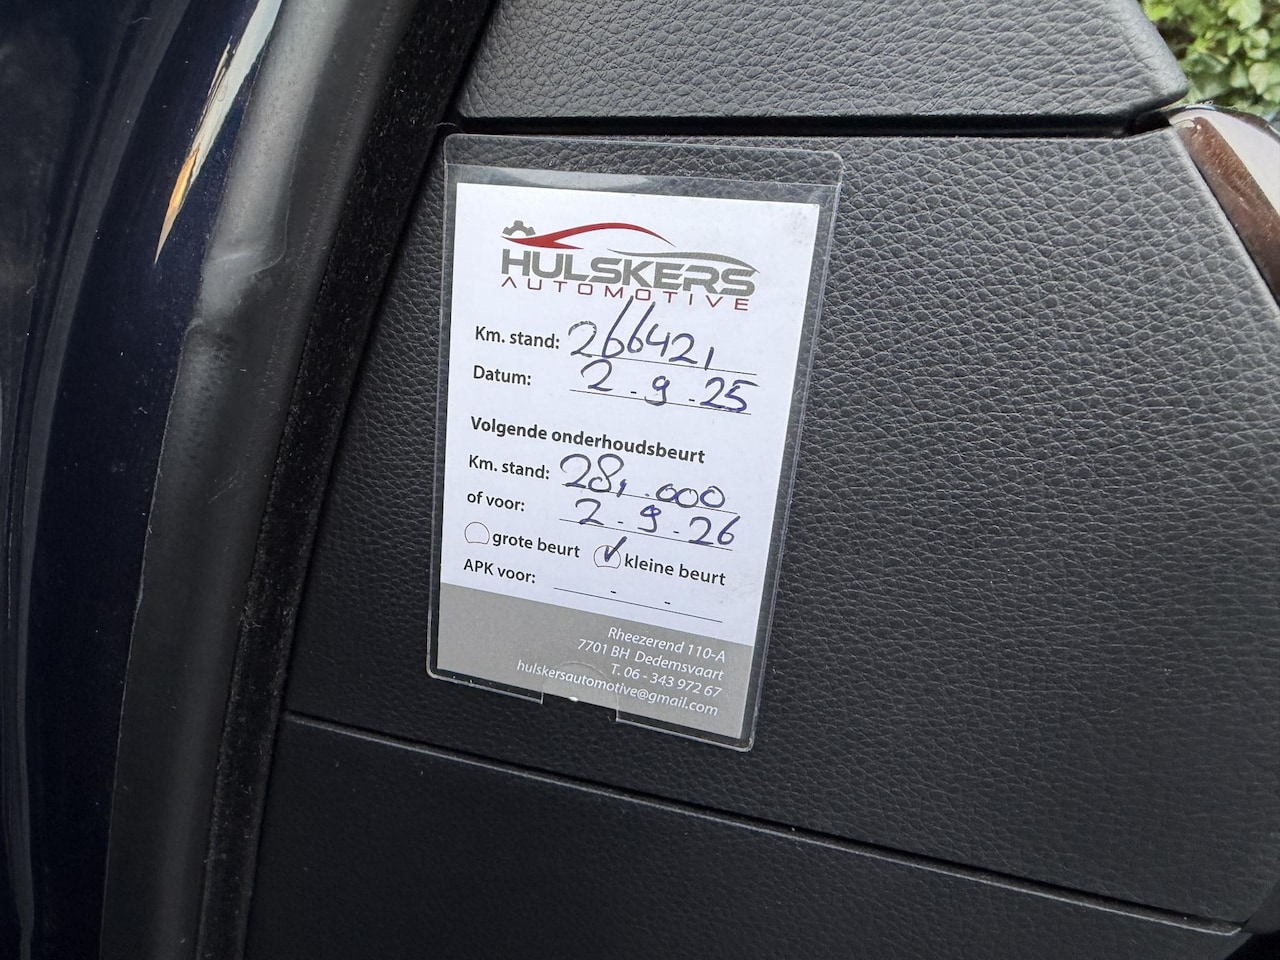 HULSKERS
AUTOMOTIVE
Km. stand: 266421
Datum: 2-9-25
Volgende onderhoudsbeurt
Km. stand: 28,.000
of voor: 2-9-26
grote beurt ✓ kleine beurt
APK voor: - -
Rheezerend 110-A
7701 BH Dedemsvaart
T. 06 - 343 972 67
hulskersautomotive@gmail.com